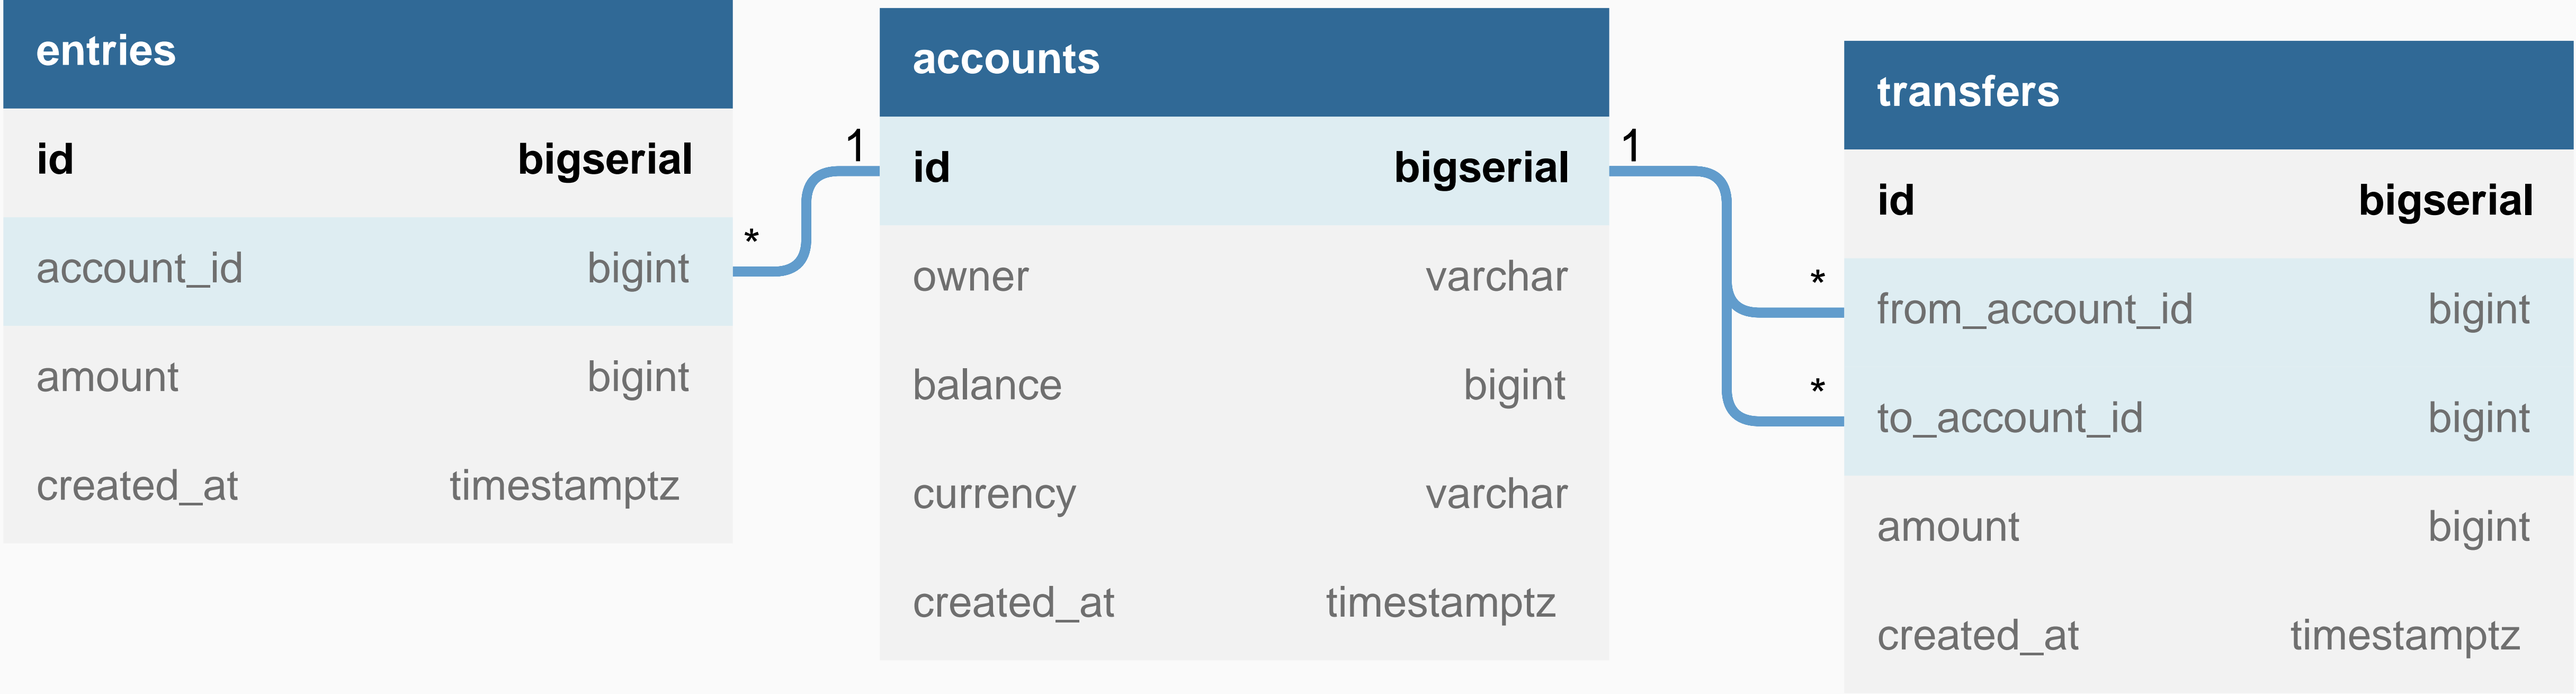 entries
id bigserial
account_id bigint
amount bigint
created_at timestamptz
1
*
accounts
id bigserial
owner varchar
balance bigint
currency varchar
created_at timestamptz
1
*
*
transfers
id bigserial
from_account_id bigint
to_account_id bigint
amount bigint
created_at timestamptz